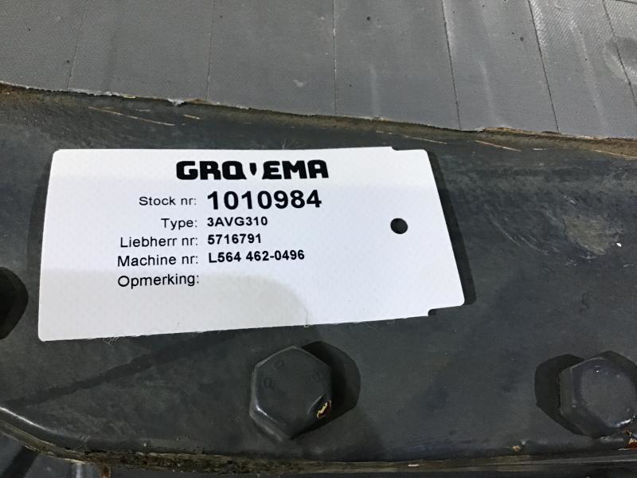 GROVEMA
Stock nr: 1010984
Type: 3AVG310
Liebherr nr: 5716791
Machine nr: L564 462-0496
Opmerking: